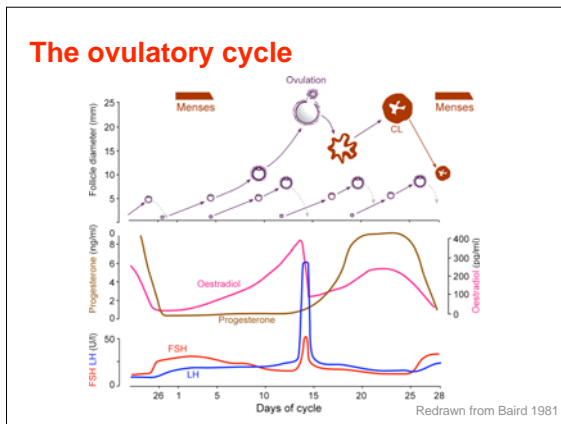 The ovulatory cycle
Ovulation
Menses
Menses
CL
Follicle diameter (mm)
25
20
15
10
5
Progesterone (ng/ml)
8
6
4
2
0
Oestradiol
Progesterone
400
300
200
100
0
Oestradiol (pg/ml)
FSH LH (U/l)
50
0
FSH
LH
26 1 5 10 15 20 25 28
Days of cycle
Redrawn from Baird 1981